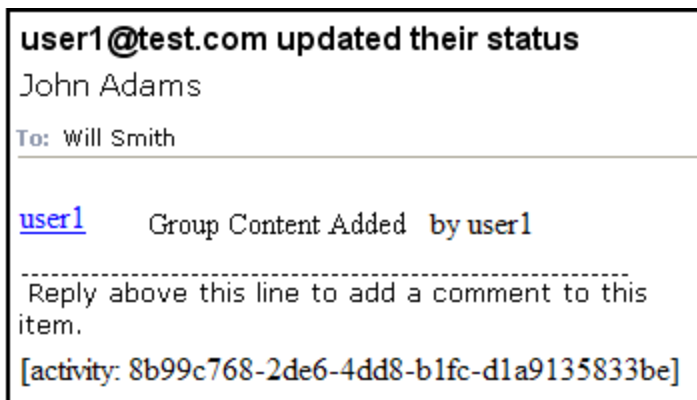 user1@test.com updated their status
John Adams
To: Will Smith
user1 Group Content Added by user1
----------------------------------------------------------------
Reply above this line to add a comment to this
item.
[activity: 8b99c768-2de6-4dd8-b1fc-d1a9135833be]